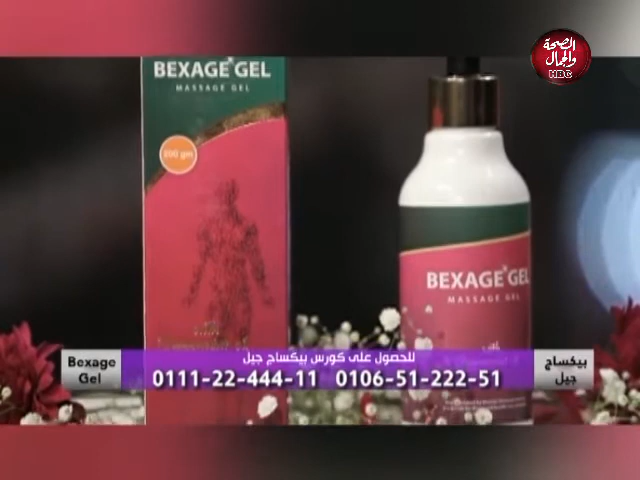 الصحة
والجمال
HBC
BEXAGE GEL
MASSAGE GEL
200 gm
BEXAGE GEL
MASSAGE GEL
للحصول على كورس بيكساج جيل
0111-22-444-11 0106-51-222-51
Bexage
Gel
بيكساج
جيل